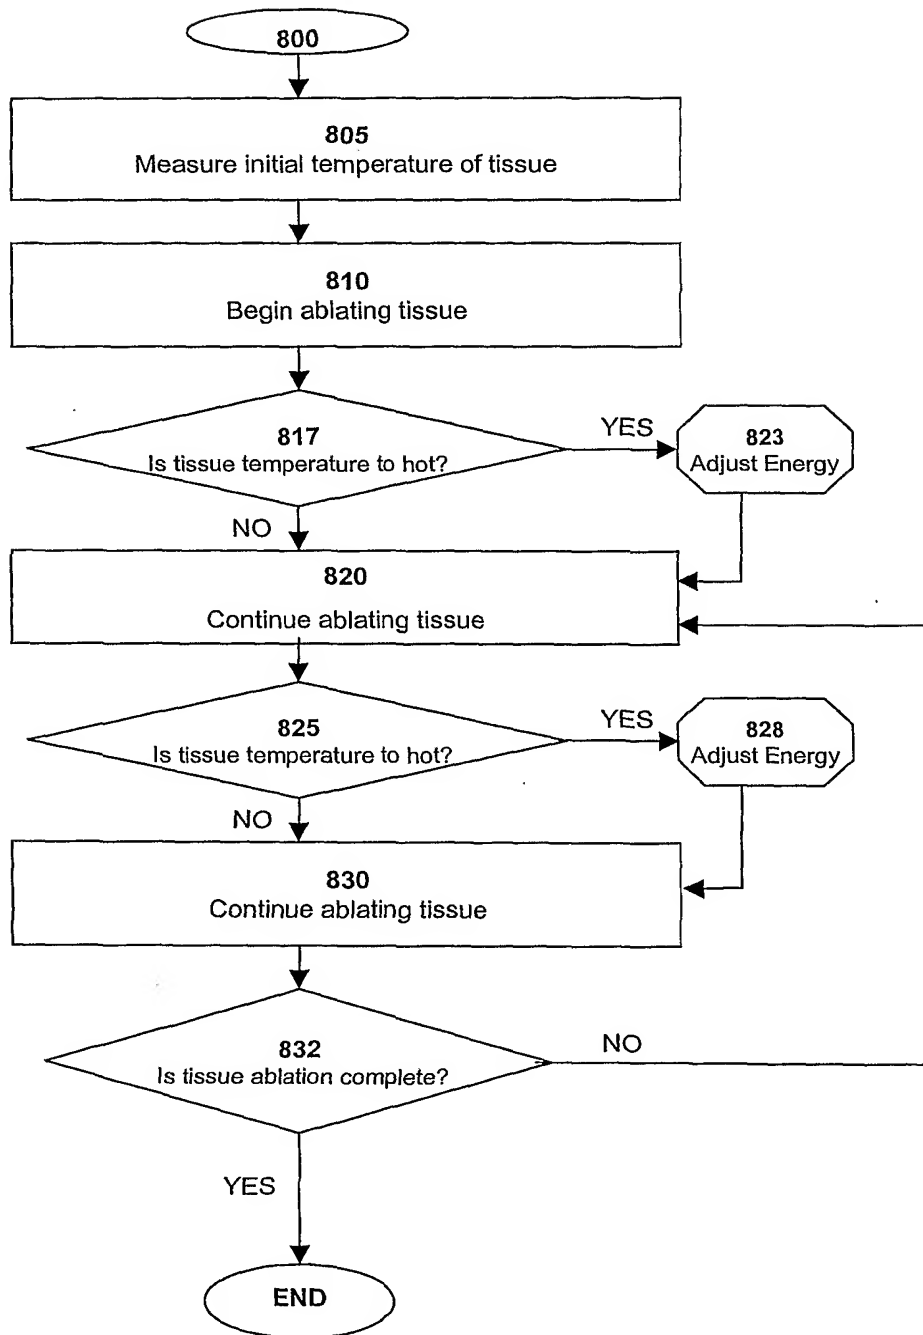 800
805
Measure initial temperature of tissue
810
Begin ablating tissue
817
Is tissue temperature to hot?
YES
823
Adjust Energy
NO
820
Continue ablating tissue
825
Is tissue temperature to hot?
YES
828
Adjust Energy
NO
830
Continue ablating tissue
832
Is tissue ablation complete?
NO
YES
END